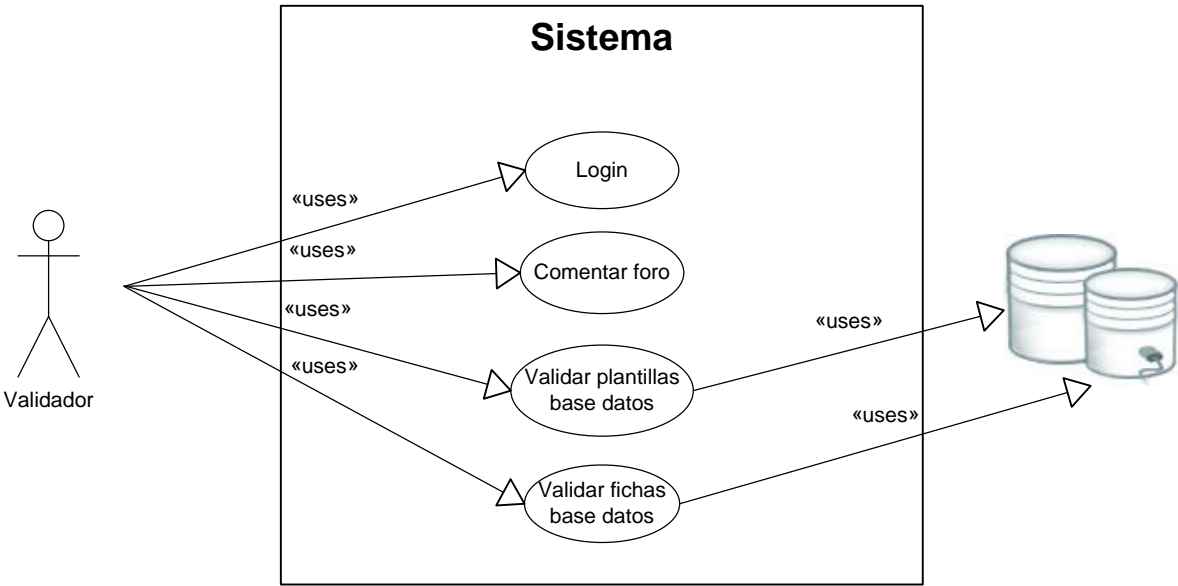 Sistema
Login
«uses»
«uses»
Comentar foro
«uses»
«uses»
Validar plantillas
base datos
«uses»
Validador
«uses»
Validar fichas
base datos